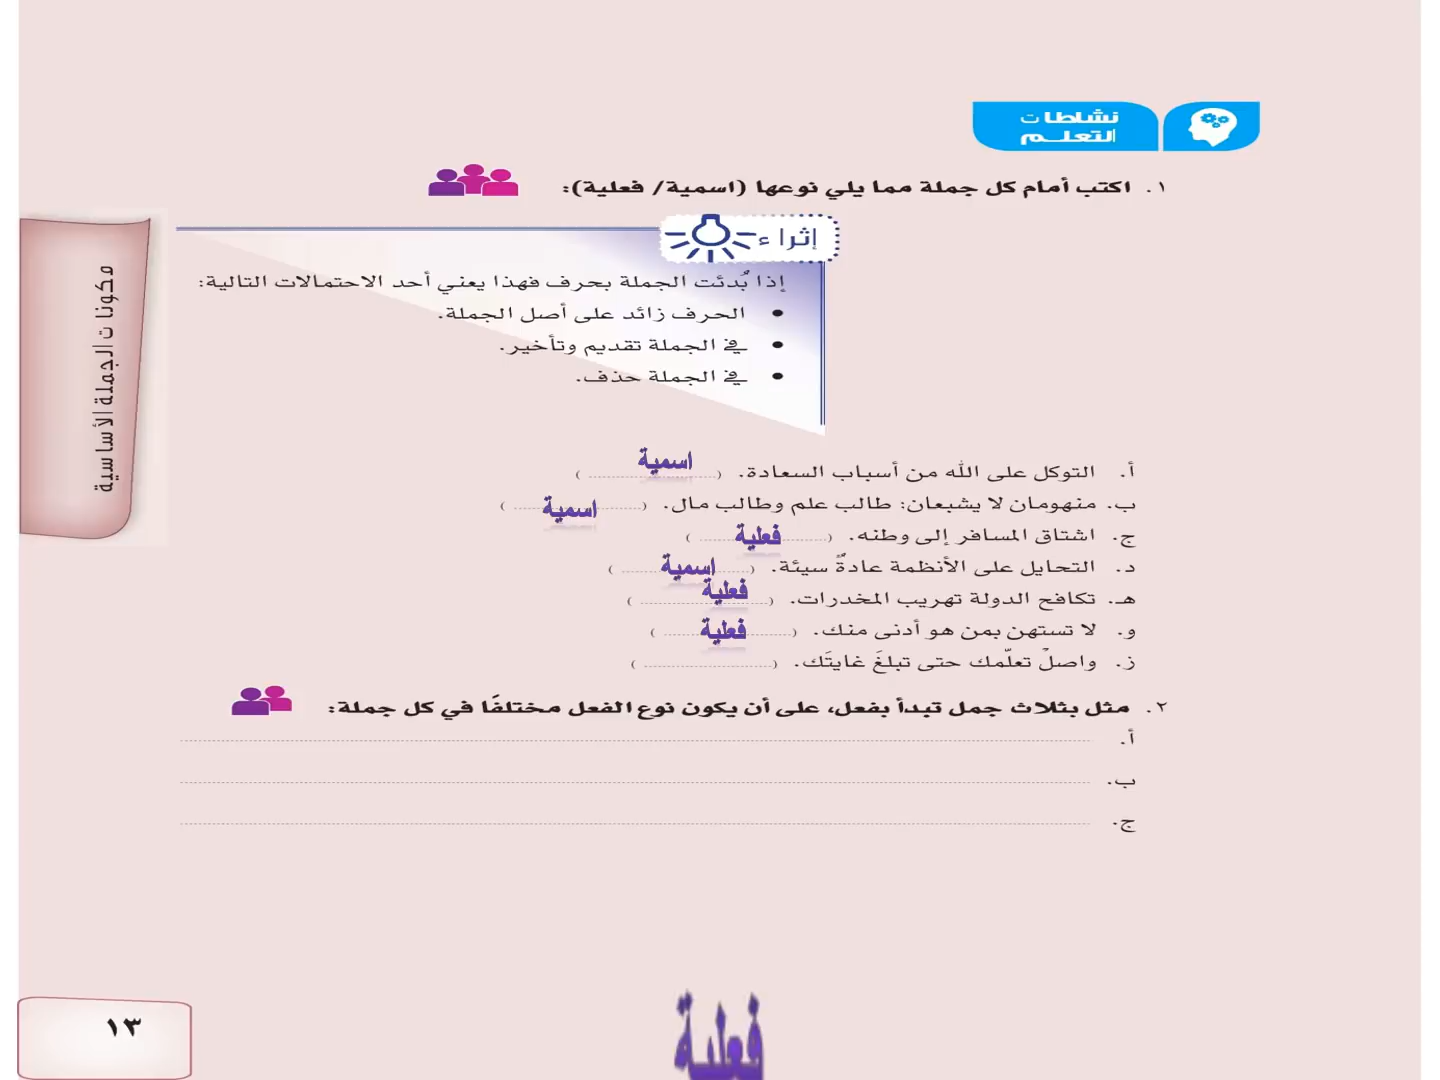 نشاطات
التعلم
١. اكتب أمام كل جملة مما يلي نوعها (اسمية/ فعلية):
إثراء
إذا بُدئت الجملة بحرف فهذا يعني أحد الاحتمالات التالية:
• الحرف زائد على أصل الجملة.
• في الجملة تقديم وتأخير.
• في الجملة حذف.
مكونات الجملة الأساسية
أ. التوكل على الله من أسباب السعادة. (اسمية)
ب. منهومان لا يشبعان: طالب علم وطالب مال. (اسمية)
ج. اشتاق المسافر إلى وطنه. (فعلية)
د. التحايل على الأنظمة عادةٌ سيئة. (اسمية)
هـ. تكافح الدولة تهريب المخدرات. (فعلية)
و. لا تستهن بمن هو أدنى منك. (فعلية)
ز. واصلْ تعلّمك حتى تبلغَ غايتَك. (............)
٢. مثل بثلاث جمل تبدأ بفعل، على أن يكون نوع الفعل مختلفًا في كل جملة:
أ. ............
ب. ............
ج. ............
فعلية
١٣